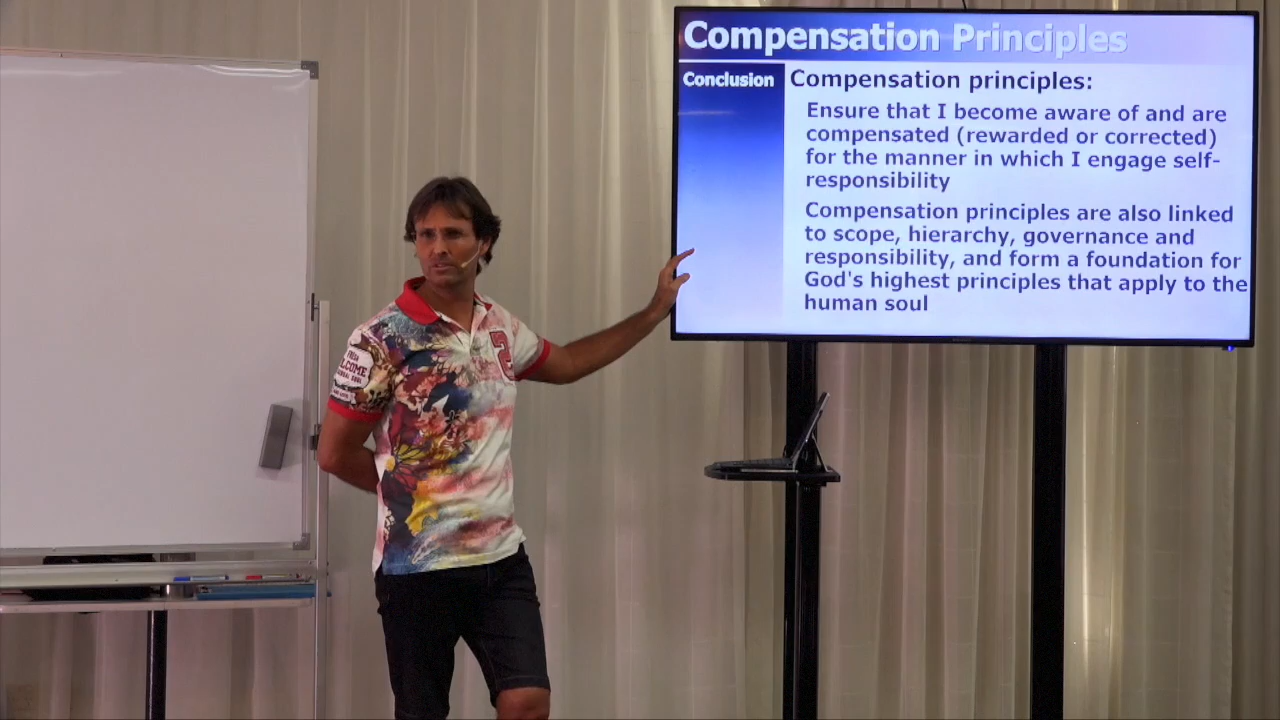 Compensation Principles
Conclusion
Compensation principles:
Ensure that I become aware of and are
compensated (rewarded or corrected)
for the manner in which I engage self-
responsibility
Compensation principles are also linked
to scope, hierarchy, governance and
responsibility, and form a foundation for
God's highest principles that apply to the
human soul
2